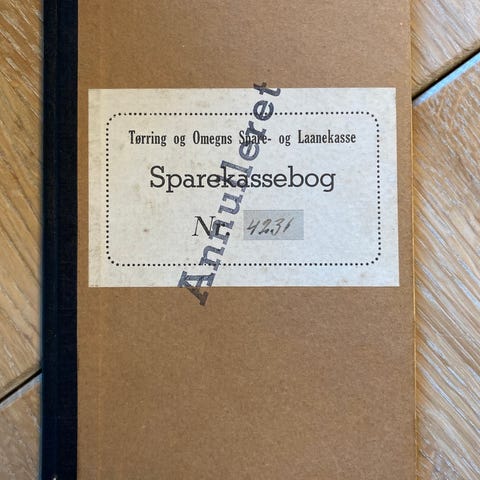 Tørring og Omegns Spare- og Laanekasse
Sparekassebog
Nr. 4231
Annulleret